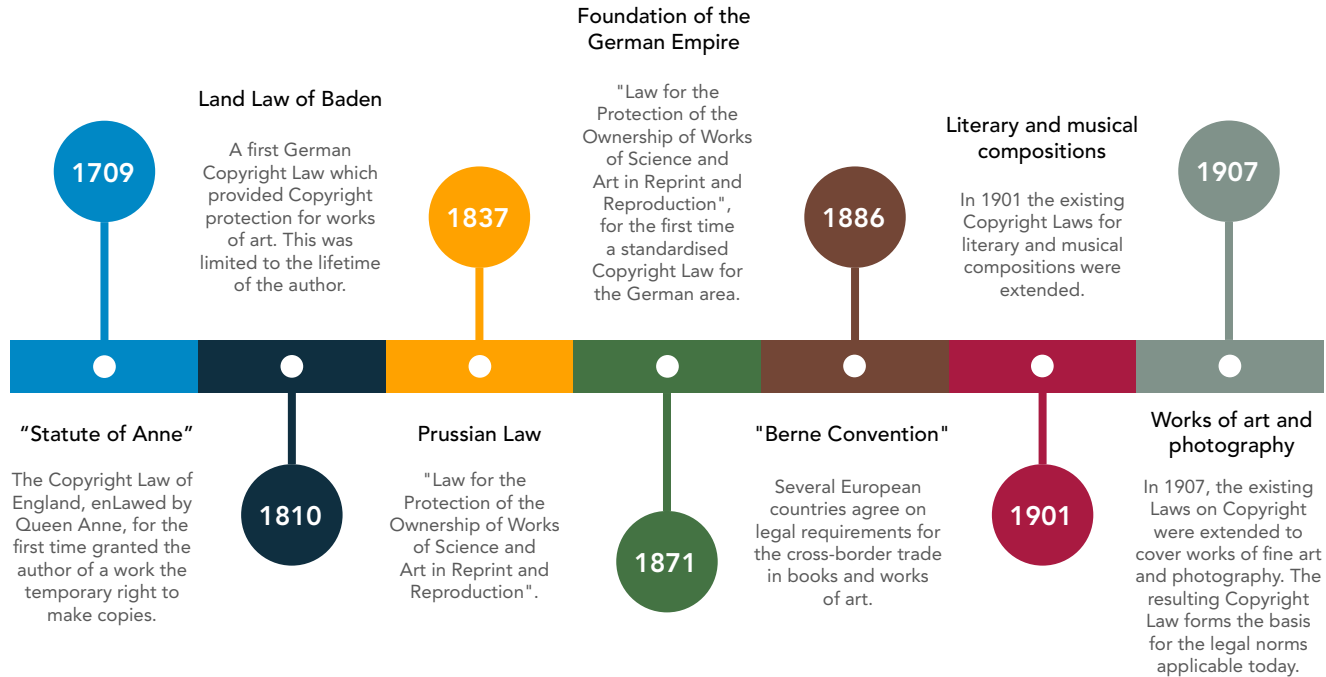 1709
“Statute of Anne”
The Copyright Law of
England, enLawed by
Queen Anne, for the
first time granted the
author of a work the
temporary right to
make copies.
Land Law of Baden
A first German
Copyright Law which
provided Copyright
protection for works
of art. This was
limited to the lifetime
of the author.
1810
1837
Prussian Law
"Law for the
Protection of the
Ownership of Works
of Science and
Art in Reprint and
Reproduction".
Foundation of the
German Empire
"Law for the
Protection of the
Ownership of Works
of Science and
Art in Reprint and
Reproduction",
for the first time
a standardised
Copyright Law for
the German area.
1871
1886
"Berne Convention"
Several European
countries agree on
legal requirements for
the cross-border trade
in books and works
of art.
Literary and musical
compositions
In 1901 the existing
Copyright Laws for
literary and musical
compositions were
extended.
1901
1907
Works of art and
photography
In 1907, the existing
Laws on Copyright
were extended to
cover works of fine art
and photography. The
resulting Copyright
Law forms the basis
for the legal norms
applicable today.